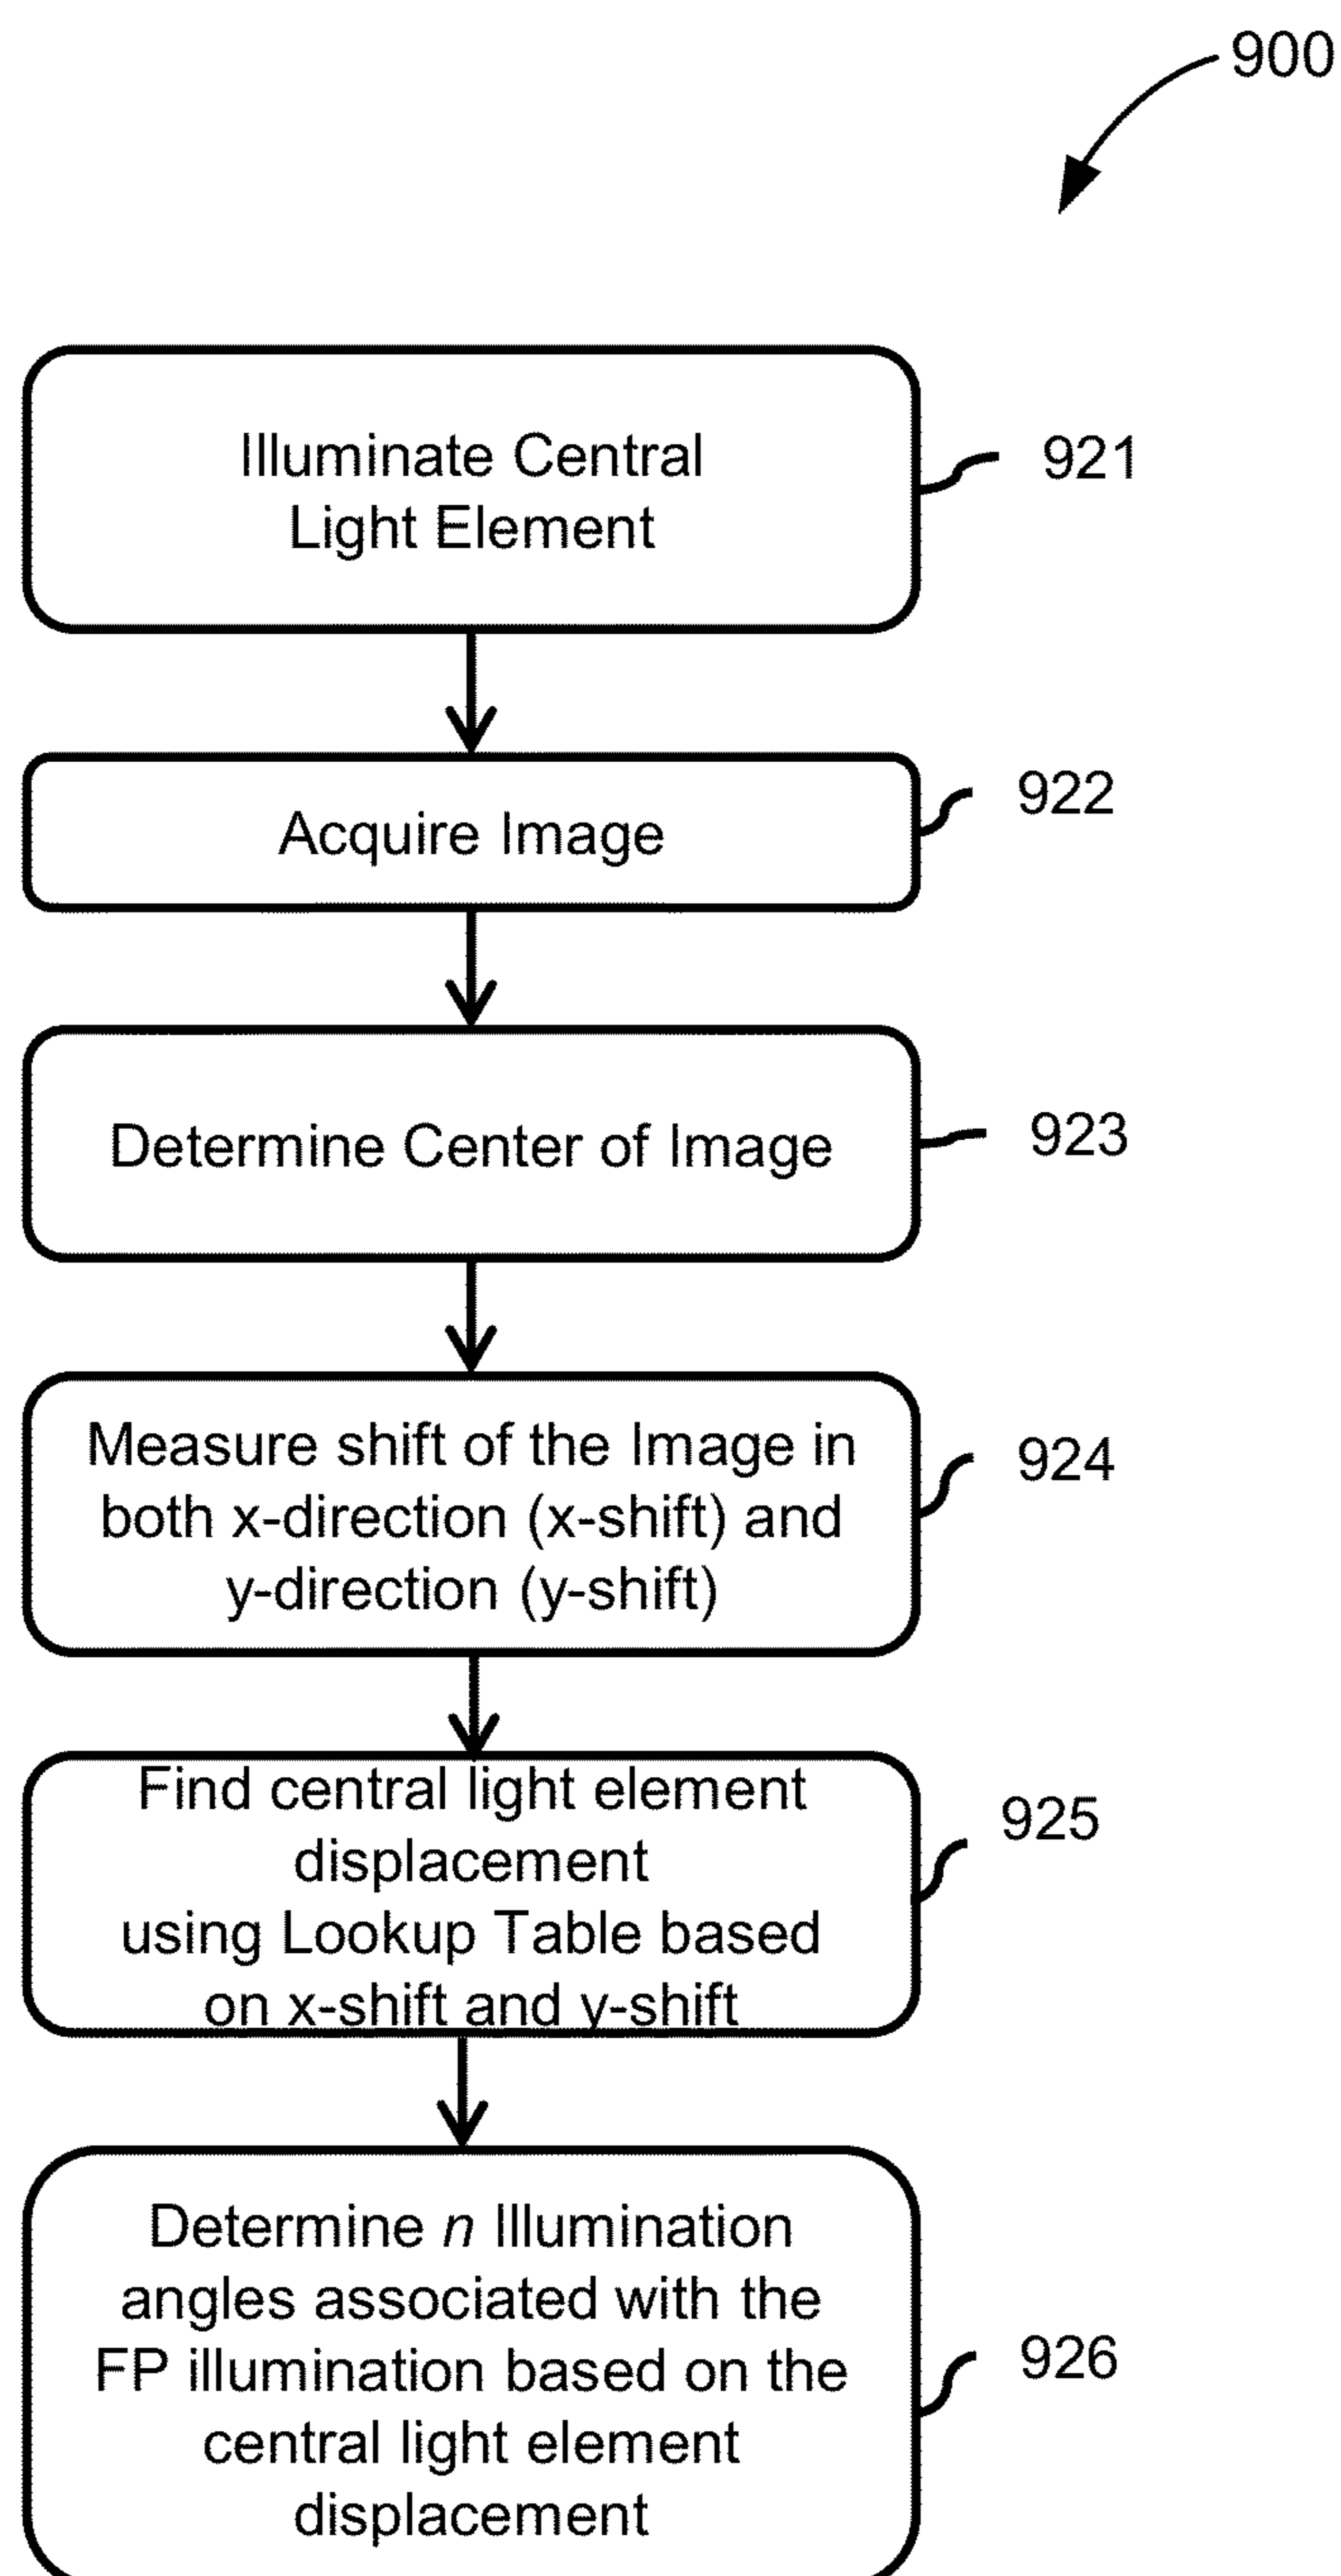 900
Illuminate Central
Light Element
921
Acquire Image
922
Determine Center of Image
923
Measure shift of the Image in
both x-direction (x-shift) and
y-direction (y-shift)
924
Find central light element
displacement
using Lookup Table based
on x-shift and y-shift
925
Determine n Illumination
angles associated with the
FP illumination based on the
central light element
displacement
926